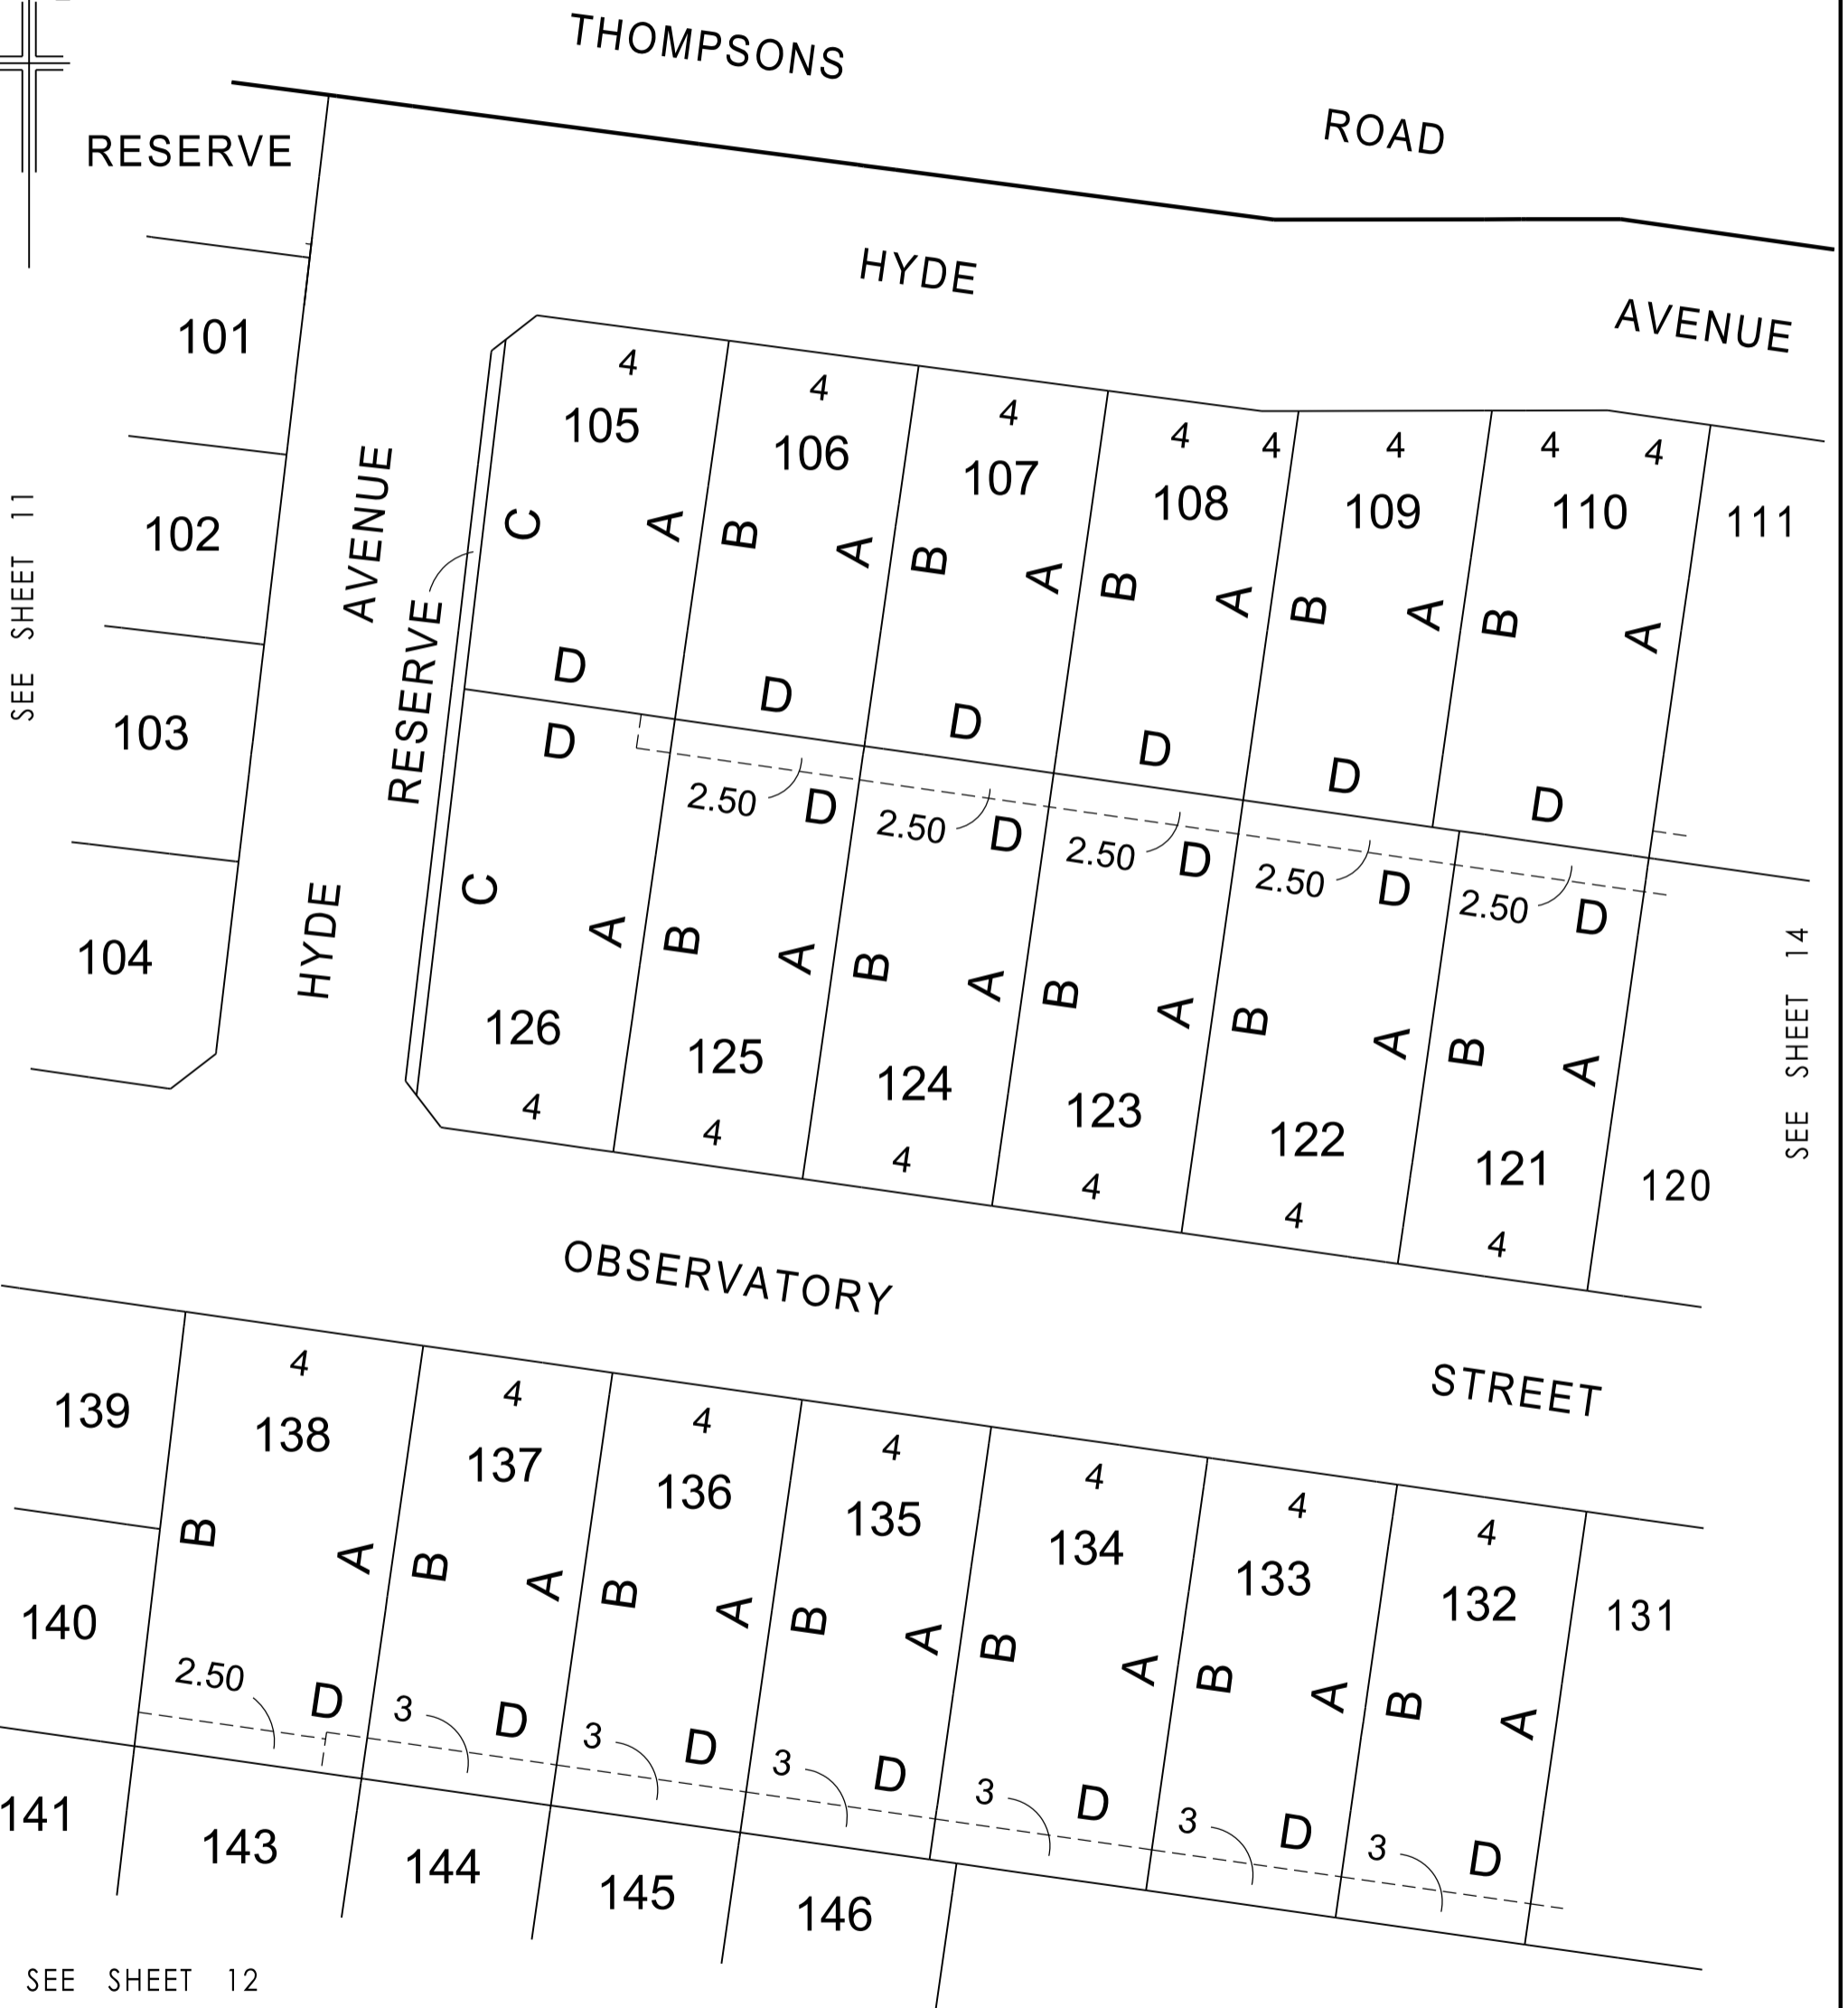 THOMPSONS ROAD
RESERVE
HYDE AVENUE
101
102
103
104
SEE SHEET 11
HYDE AVENUE
RESERVE
4 4 4 4 4 4 4 4
105 106 107 108 109 110 111
C A B A B A B A B A B A
D D D D D D
D 2.50 D 2.50 D 2.50 D 2.50 D 2.50 D
C A B A B A B A B A B A
126 125 124 123 122 121 120
4 4 4 4 4 4
SEE SHEET 14
OBSERVATORY STREET
4 4 4 4 4 4 4
139 138 137 136 135 134 133 132 131
B A B A B A B A B A B A B A
140
2.50 D 3 D 3 D 3 D 3 D 3 D 3 D
141 143 144 145 146
SEE SHEET 12